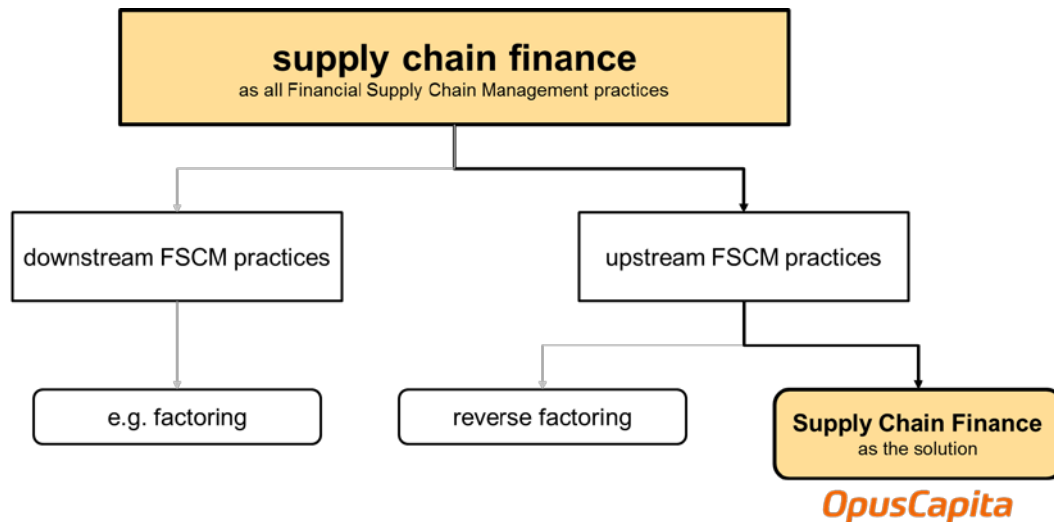 supply chain finance
as all Financial Supply Chain Management practices
downstream FSCM practices
upstream FSCM practices
e.g. factoring
reverse factoring
Supply Chain Finance
as the solution
OpusCapita